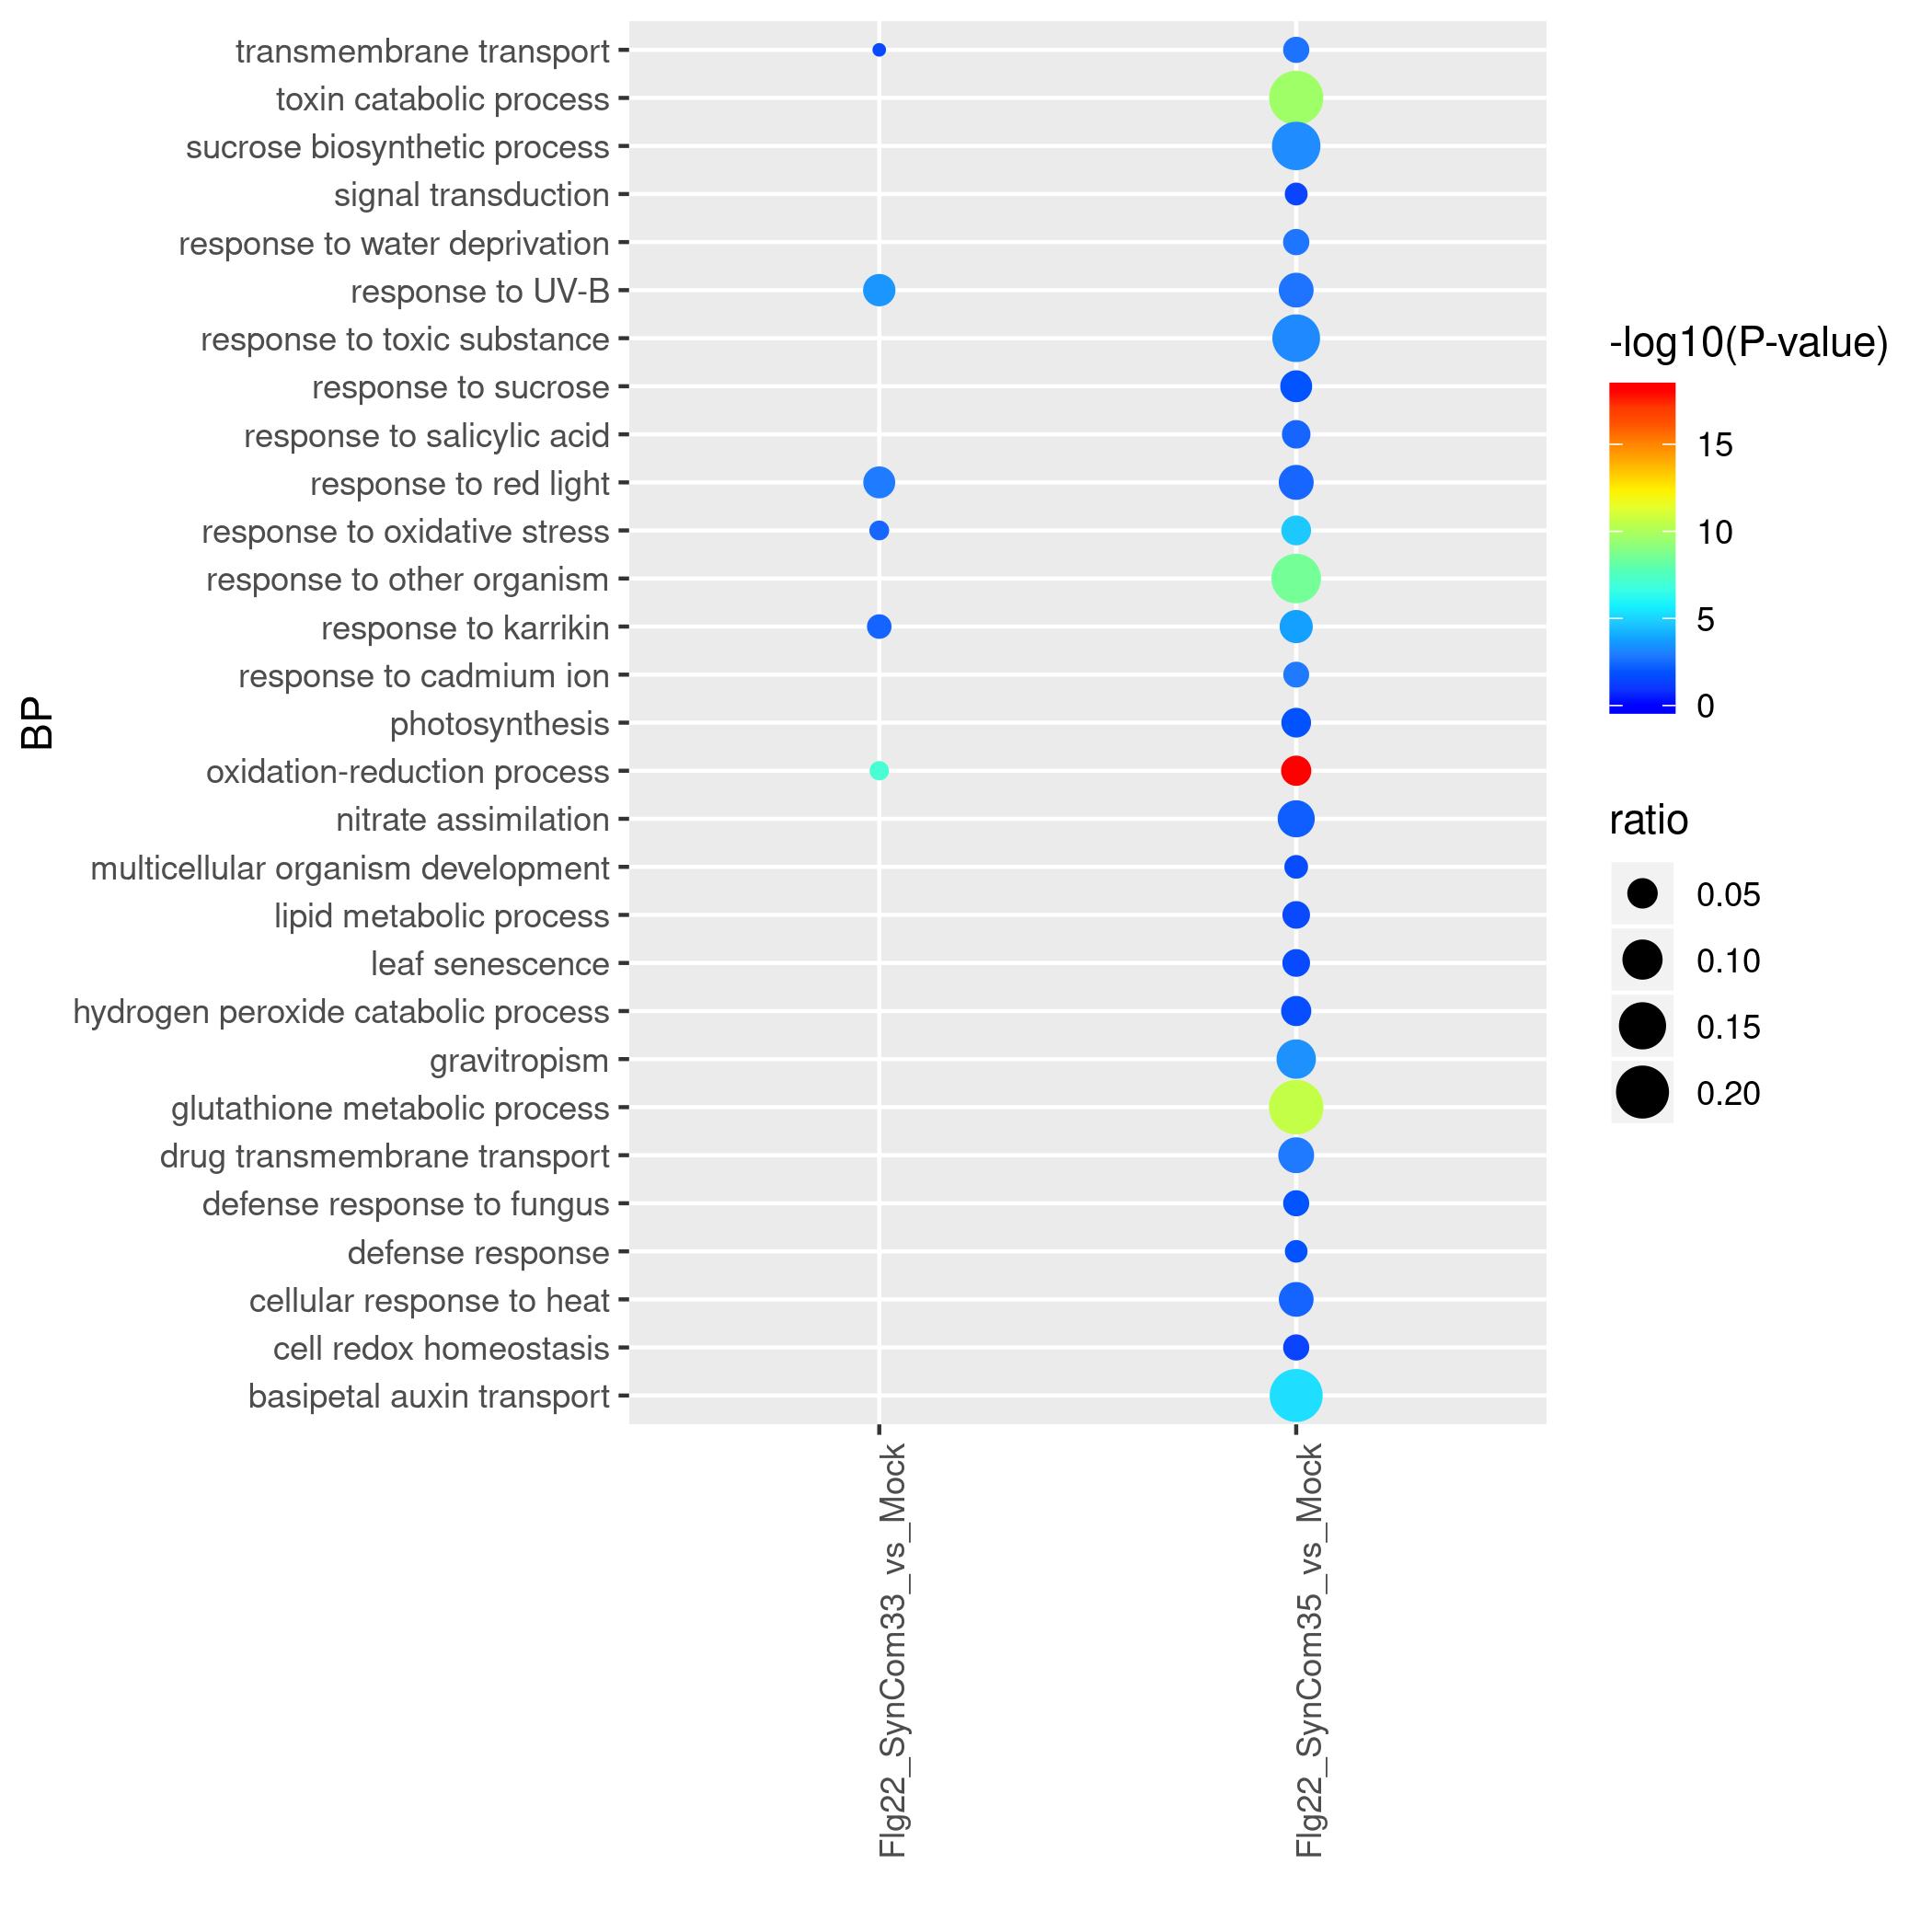 BP
transmembrane transport
toxin catabolic process
sucrose biosynthetic process
signal transduction
response to water deprivation
response to UV-B
response to toxic substance
response to sucrose
response to salicylic acid
response to red light
response to oxidative stress
response to other organism
response to karrikin
response to cadmium ion
photosynthesis
oxidation-reduction process
nitrate assimilation
multicellular organism development
lipid metabolic process
leaf senescence
hydrogen peroxide catabolic process
gravitropism
glutathione metabolic process
drug transmembrane transport
defense response to fungus
defense response
cellular response to heat
cell redox homeostasis
basipetal auxin transport
Flg22_SynCom33_vs_Mock
Flg22_SynCom35_vs_Mock
-log10(P-value)
15
10
5
0
ratio
0.05
0.10
0.15
0.20